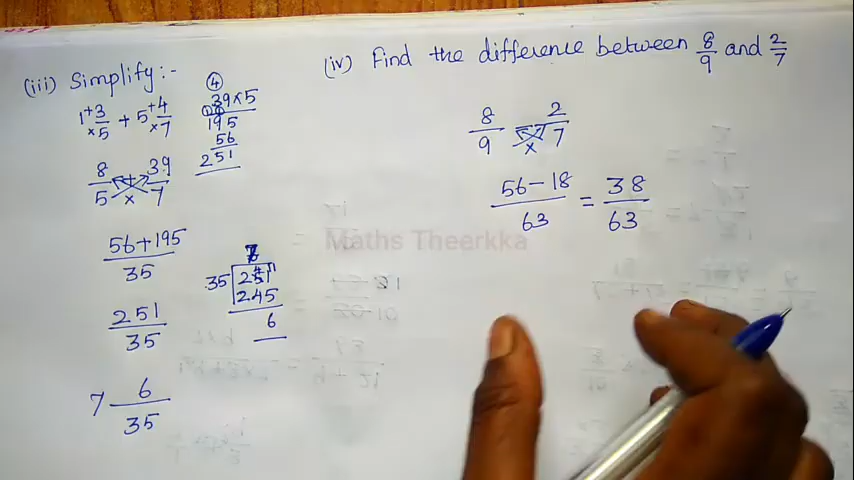 (iii) Simplify :-
1 3/5 + 5 4/7
+ +
× ×
8/5 + 39/7
×
56+195/35
251/35
7 6/35
④
39×5
195
56
251
7
35 251
245
6
(iv) Find the difference between 8/9 and 2/7
8/9 - 2/7
×
56-18/63 = 38/63
Maths Theerkka